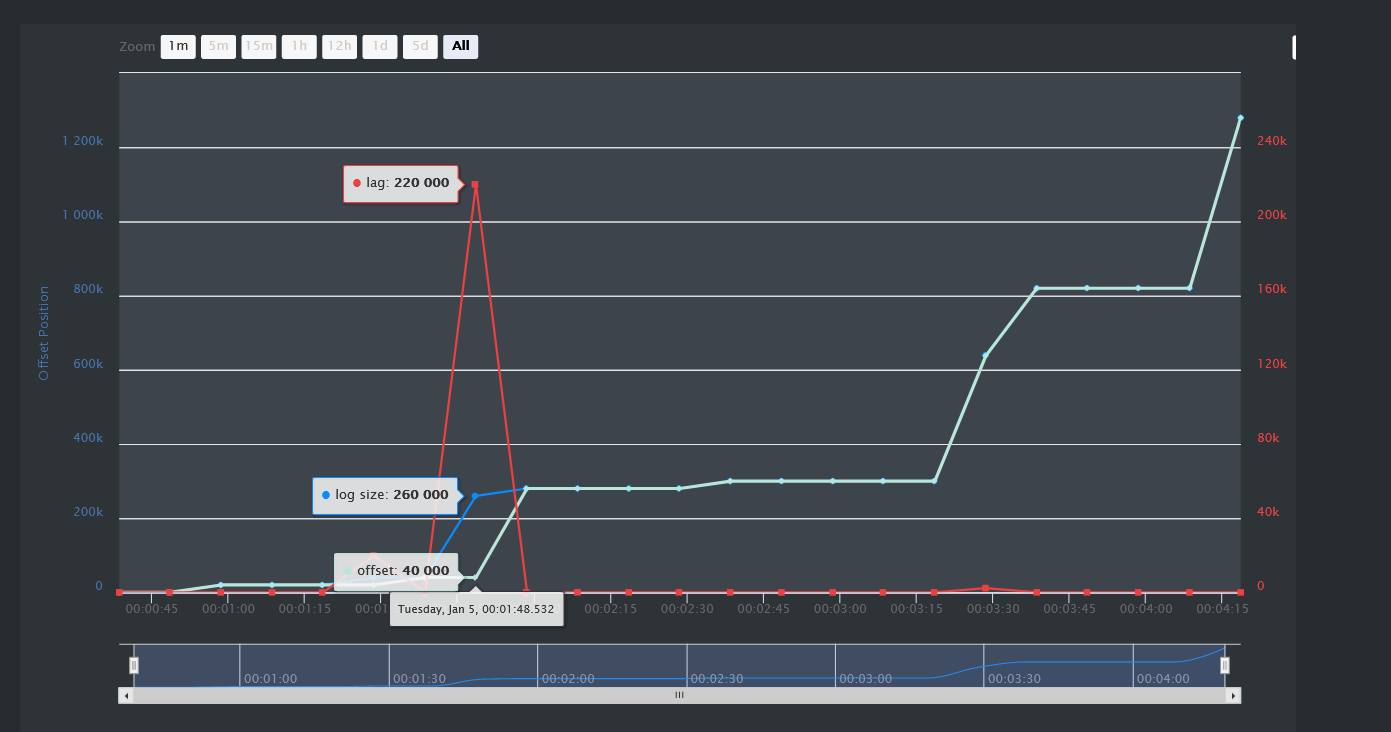 Zoom 1m 5m 15m 1h 12h 1d 5d All
1 200k
1 000k
800k
600k
400k
200k
0
Offset Position
240k
200k
160k
120k
80k
40k
0
lag: 220 000
log size: 260 000
offset: 40 000
Tuesday, Jan 5, 00:01:48.532
00:00:45 00:01:00 00:01:15 00:02:15 00:02:30 00:02:45 00:03:00 00:03:15 00:03:30 00:03:45 00:04:00 00:04:15
00:01:00 00:01:30 00:02:00 00:02:30 00:03:00 00:03:30 00:04:00